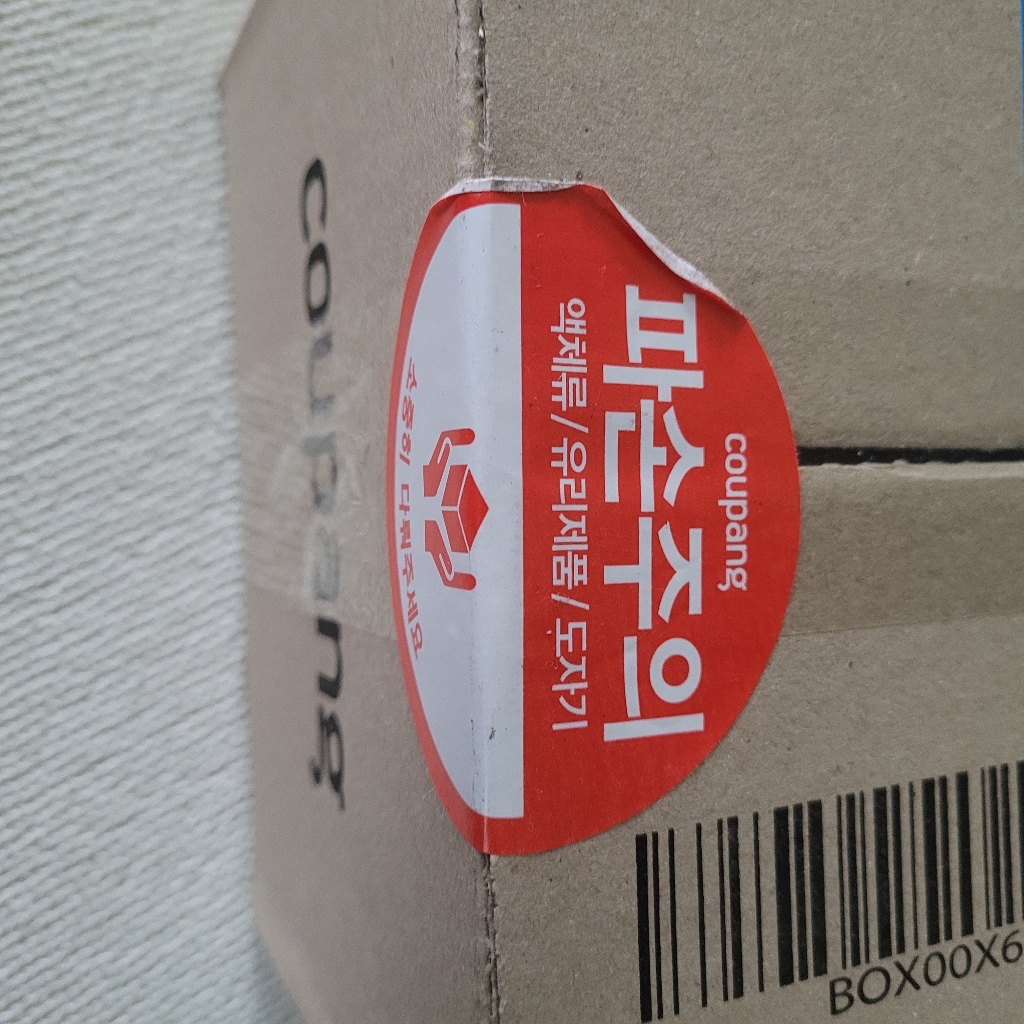 coupang
파손주의
액체류 / 유리제품 / 도자기
소중히 다뤄주세요
coupang
BOX00X6